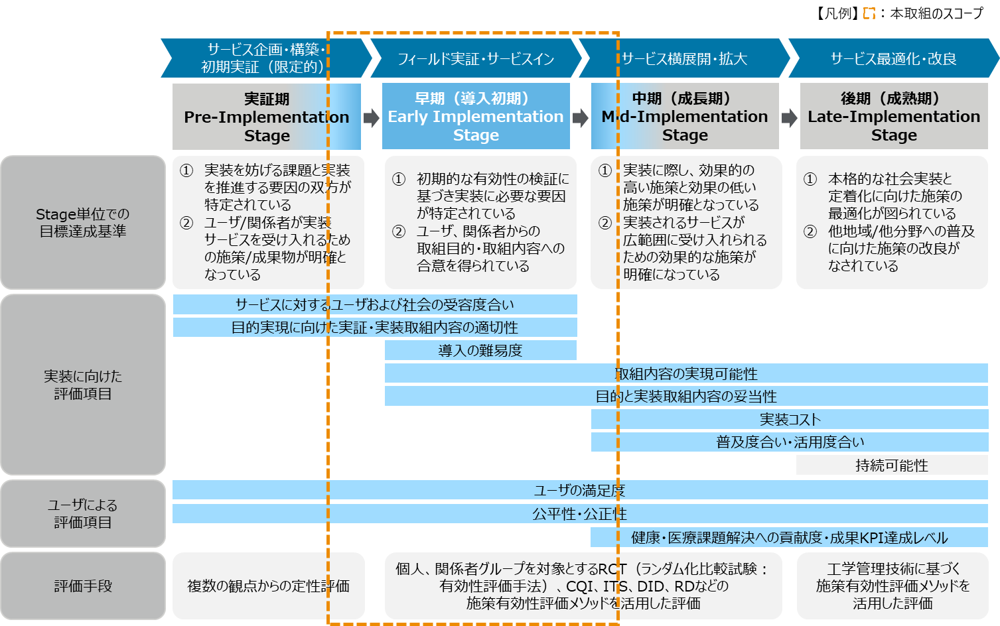 【凡例】 ：本取組のスコープ
サービス企画・構築・
初期実証（限定的）
フィールド実証・サービスイン
サービス横展開・拡大
サービス最適化・改良
実証期
Pre-Implementation
Stage
早期（導入初期）
Early Implementation
Stage
中期（成長期）
Mid-Implementation
Stage
後期（成熟期）
Late-Implementation
Stage
Stage単位での
目標達成基準
① 実装を妨げる課題と実装
を推進する要因の双方が
特定されている
② ユーザ/関係者が実装
サービスを受け入れるため
の施策/成果物が明確と
なっている
① 初期的な有効性の検証に
基づき実装に必要な要因
が特定されている
② ユーザ、関係者からの
取組目的・取組内容への
合意を得られている
① 実装に際し、効果的の
高い施策と効果の低い
施策が明確となっている
② 実装されるサービスが
広範囲に受け入れられる
ための効果的な施策が
明確になっている
① 本格的な社会実装と
定着化に向けた施策の
最適化が図られている
② 他地域/他分野への普及
に向けた施策の改良が
なされている
実装に向けた
評価項目
サービスに対するユーザおよび社会の受容度合い
目的実現に向けた実証・実装取組内容の適切性
導入の難易度
取組内容の実現可能性
目的と実装取組内容の妥当性
実装コスト
普及度合い・活用度合い
持続可能性
ユーザによる
評価項目
ユーザの満足度
公平性・公正性
健康・医療課題解決への貢献度・成果KPI達成レベル
評価手段
複数の観点からの定性評価
個人、関係者グループを対象とするRCT（ランダム化比較試験：
有効性評価手法）、CQI、ITS、DID、RDなどの
施策有効性評価メソッドを活用した評価
工学管理技術に基づく
施策有効性評価メソッドを
活用した評価